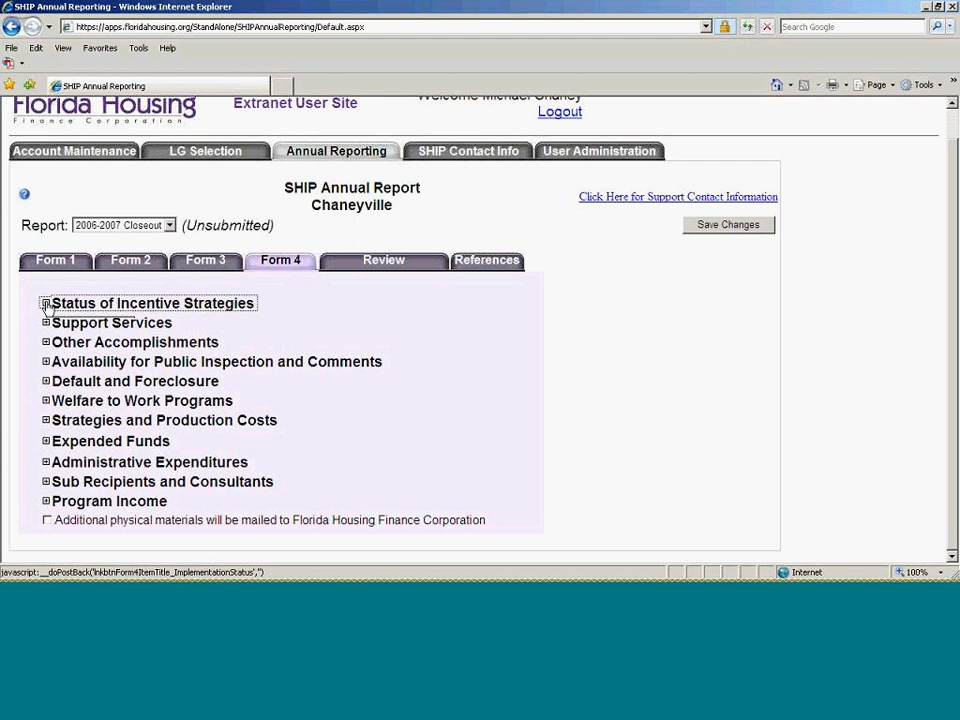 SHIP Annual Reporting - Windows Internet Explorer
https://apps.floridahousing.org/StandAlone/SHIPAnnualReporting/Default.aspx
Search Google
File Edit View Favorites Tools Help
SHIP Annual Reporting
Page Tools
Florida Housing
Finance Corporation
Extranet User Site
Welcome Michael Chaney
Logout
Account Maintenance LG Selection Annual Reporting SHIP Contact Info User Administration
SHIP Annual Report
Chaneyville
Click Here for Support Contact Information
Report: 2006-2007 Closeout (Unsubmitted)
Save Changes
Form 1 Form 2 Form 3 Form 4 Review References
Status of Incentive Strategies
Support Services
Other Accomplishments
Availability for Public Inspection and Comments
Default and Foreclosure
Welfare to Work Programs
Strategies and Production Costs
Expended Funds
Administrative Expenditures
Sub Recipients and Consultants
Program Income
Additional physical materials will be mailed to Florida Housing Finance Corporation
javascript:__doPostBack('lnkbtnForm4ItemTitle_ImplementationStatus','')
Internet
100%